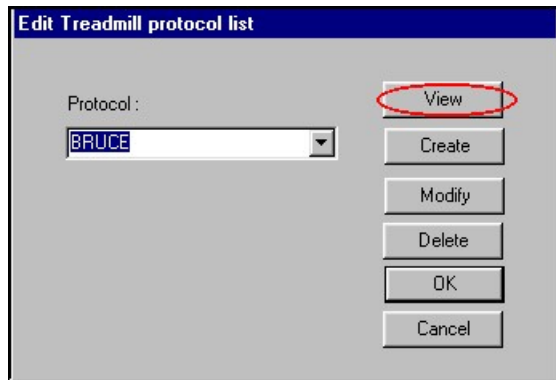 Edit Treadmill protocol list
Protocol :
BRUCE
View
Create
Modify
Delete
OK
Cancel